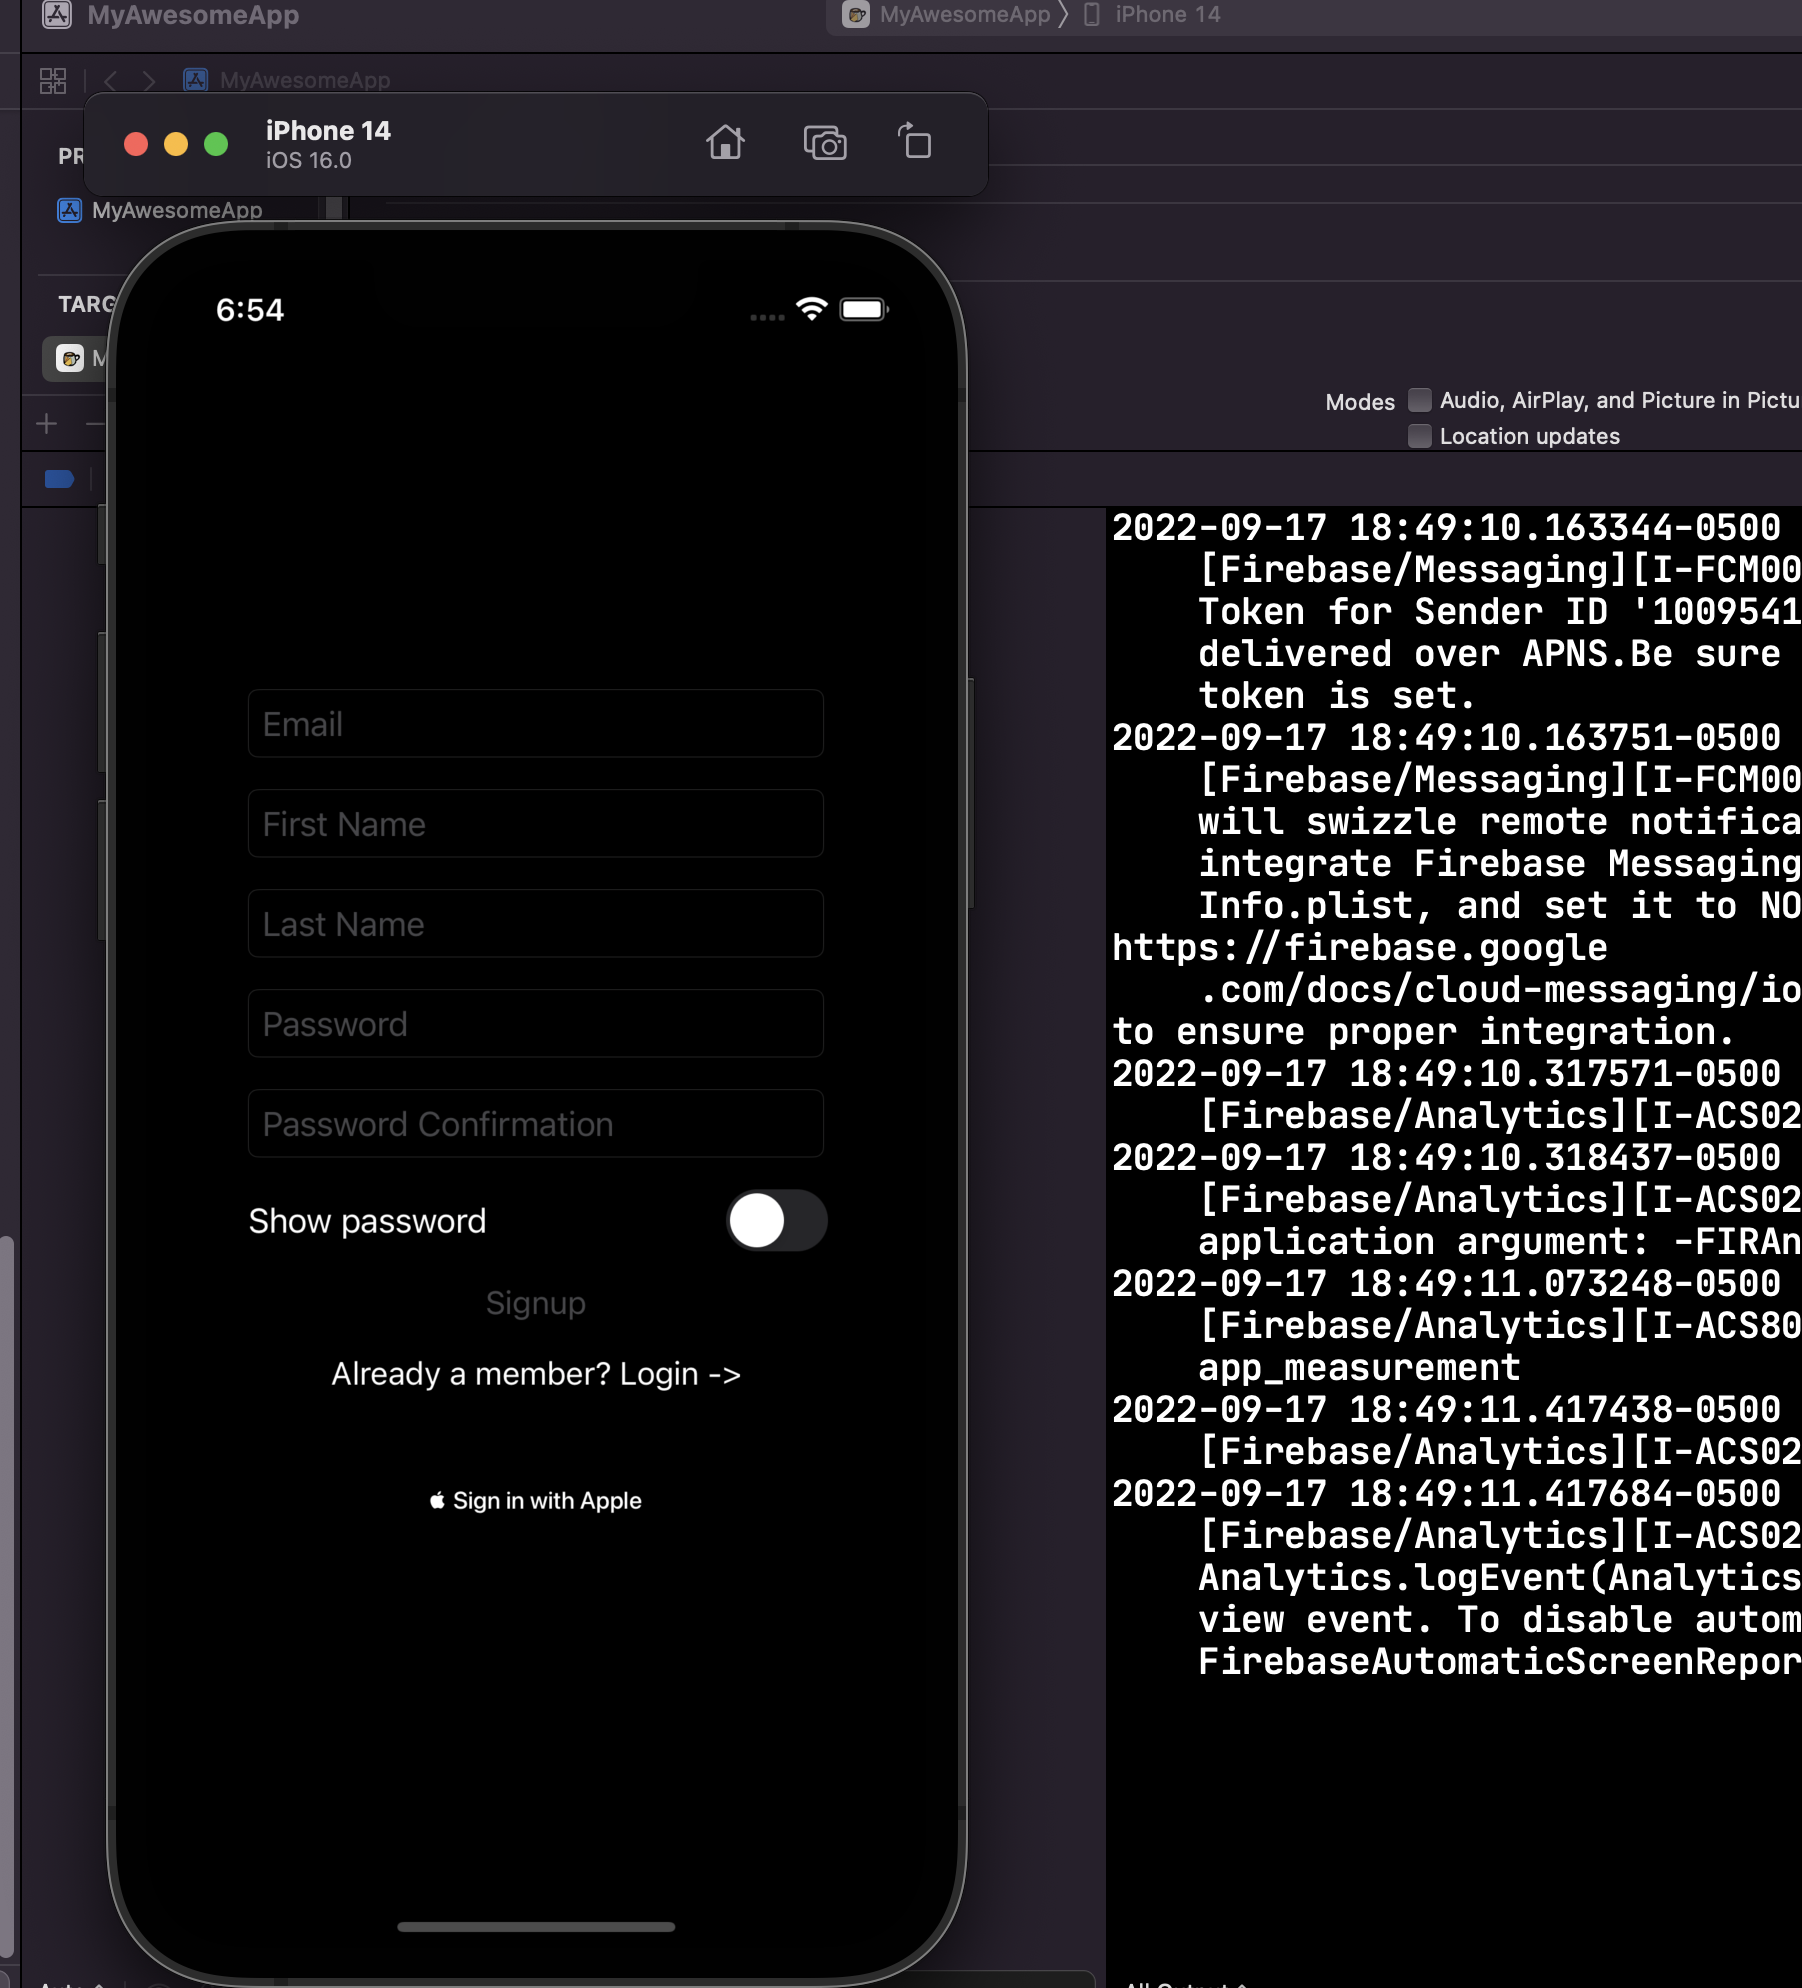 MyAwesomeApp
MyAwesomeApp
iPhone 14
MyAwesomeApp
iPhone 14
iOS 16.0
PR
MyAwesomeApp
TARG
M
Modes
Audio, AirPlay, and Picture in Pictu
Location updates
6:54
Email
First Name
Last Name
Password
Password Confirmation
Show password
Signup
Already a member? Login ->
Sign in with Apple
2022-09-17 18:49:10.163344-0500
[Firebase/Messaging][I-FCM00
Token for Sender ID '1009541
delivered over APNS.Be sure
token is set.
2022-09-17 18:49:10.163751-0500
[Firebase/Messaging][I-FCM00
will swizzle remote notifica
integrate Firebase Messaging
Info.plist, and set it to NO
https://firebase.google
.com/docs/cloud-messaging/io
to ensure proper integration.
2022-09-17 18:49:10.317571-0500
[Firebase/Analytics][I-ACS02
2022-09-17 18:49:10.318437-0500
[Firebase/Analytics][I-ACS02
application argument: -FIRAn
2022-09-17 18:49:11.073248-0500
[Firebase/Analytics][I-ACS80
app_measurement
2022-09-17 18:49:11.417438-0500
[Firebase/Analytics][I-ACS02
2022-09-17 18:49:11.417684-0500
[Firebase/Analytics][I-ACS02
Analytics.logEvent(Analytics
view event. To disable autom
FirebaseAutomaticScreenRepor